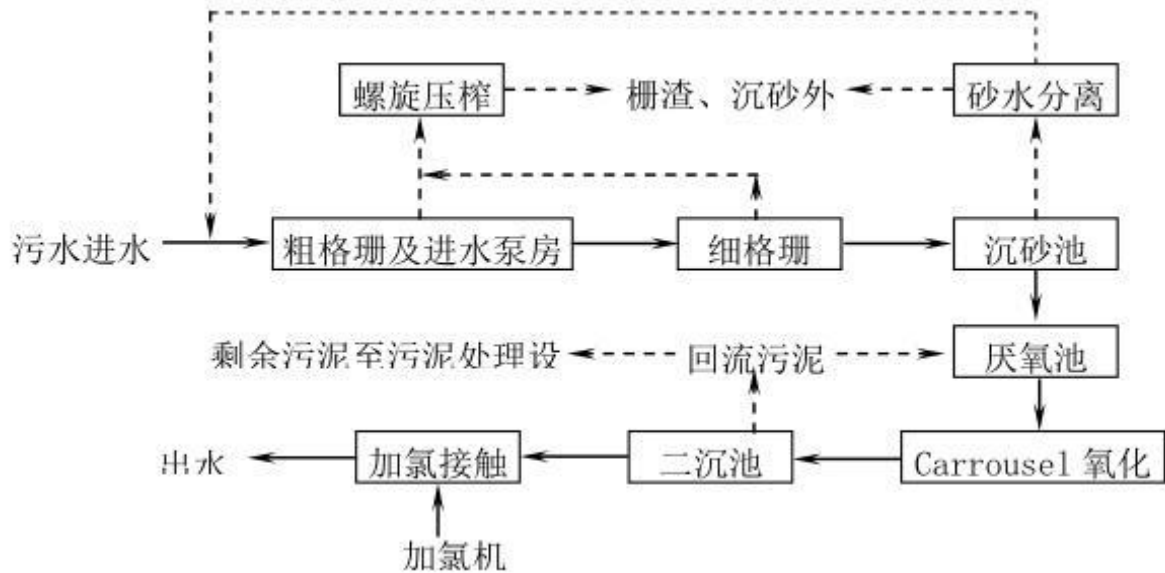 螺旋压榨
栅渣、沉砂外
砂水分离
污水进水
粗格珊及进水泵房
细格珊
沉砂池
剩余污泥至污泥处理设
回流污泥
厌氧池
出水
加氯接触
二沉池
Carrousel 氧化
加氯机